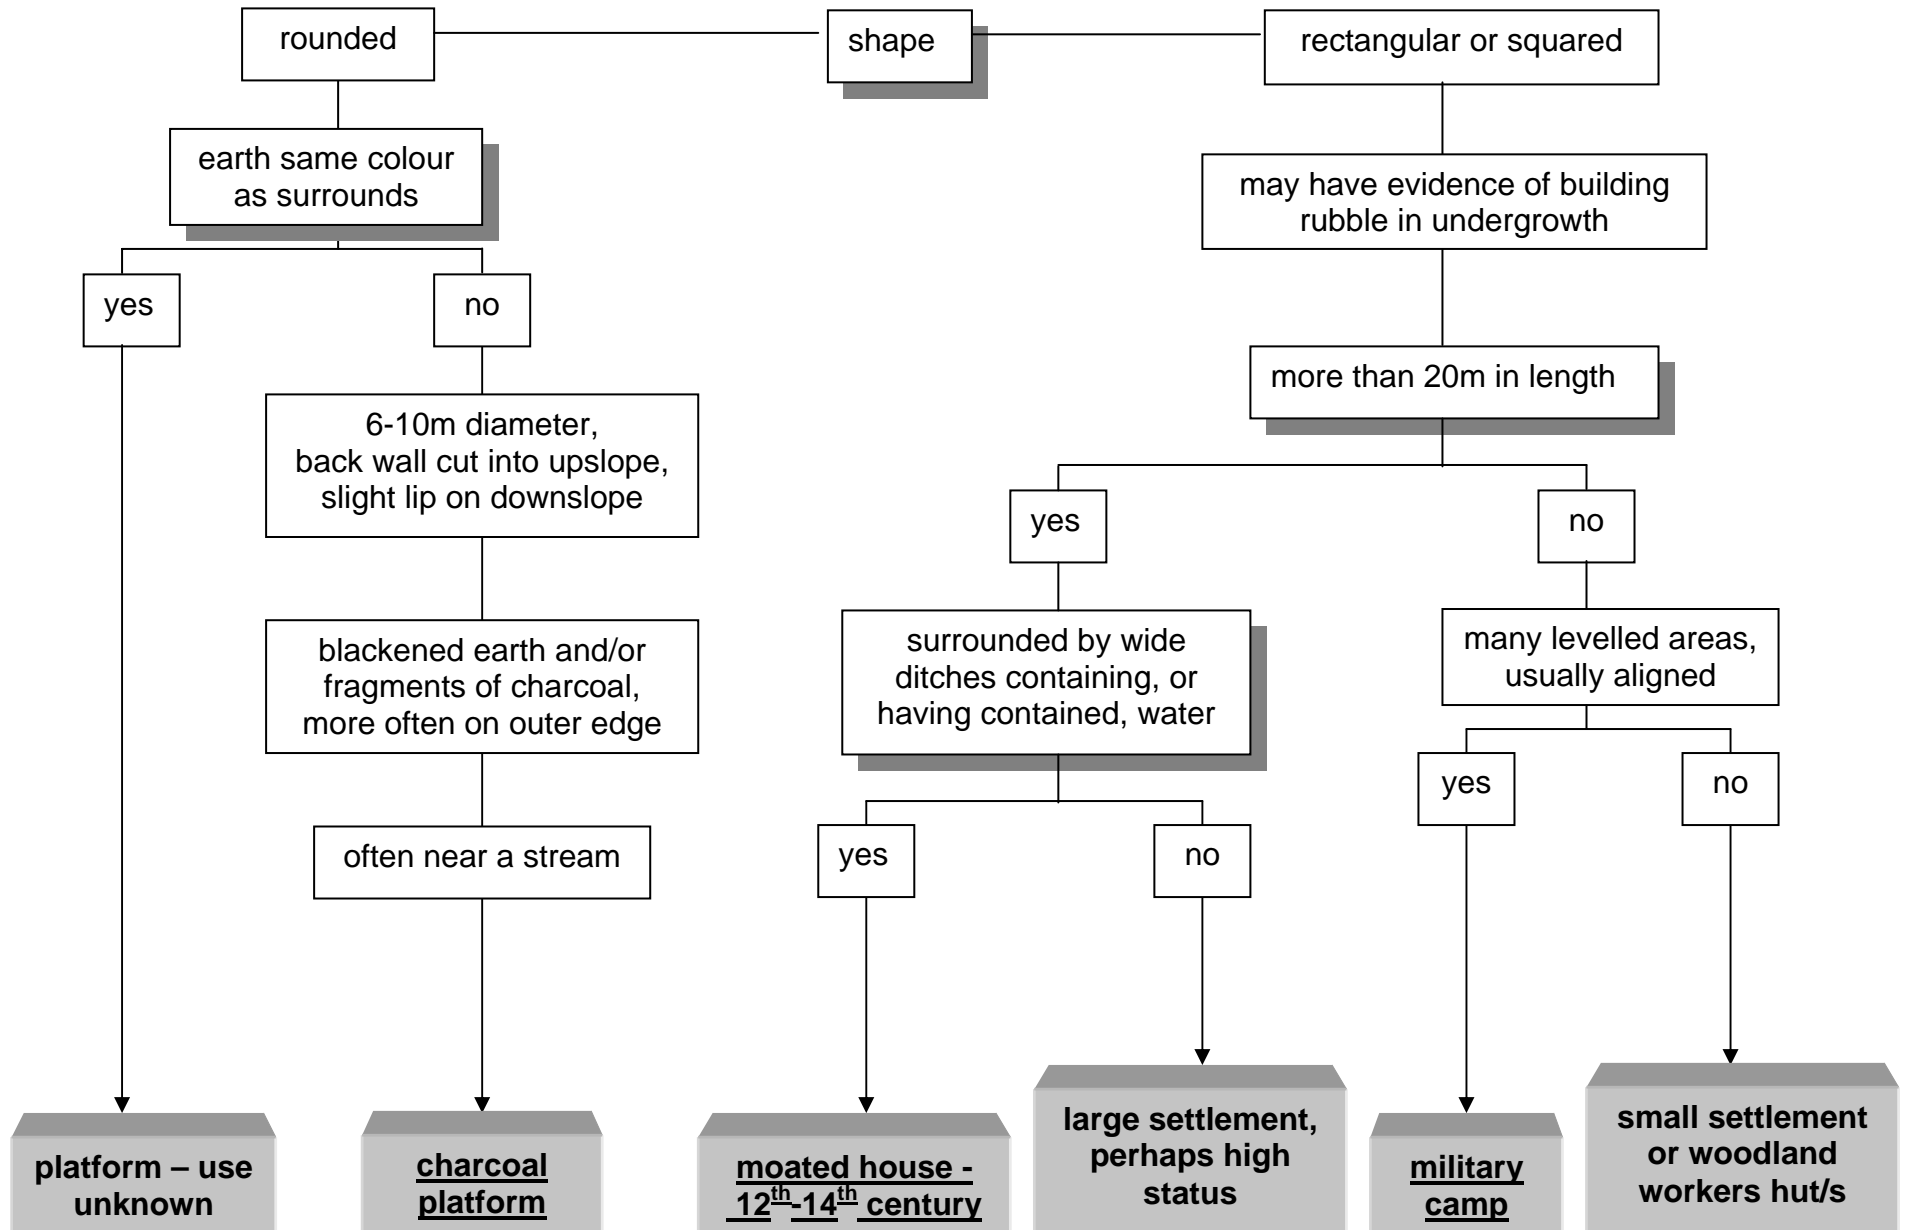 rounded
shape
rectangular or squared
earth same colour
as surrounds
may have evidence of building
rubble in undergrowth
yes
no
more than 20m in length
6-10m diameter,
back wall cut into upslope,
slight lip on downslope
yes
no
blackened earth and/or
fragments of charcoal,
more often on outer edge
surrounded by wide
ditches containing, or
having contained, water
many levelled areas,
usually aligned
yes
no
often near a stream
yes
no
platform – use
unknown
charcoal
platform
moated house -
12th-14th century
large settlement,
perhaps high
status
military
camp
small settlement
or woodland
workers hut/s